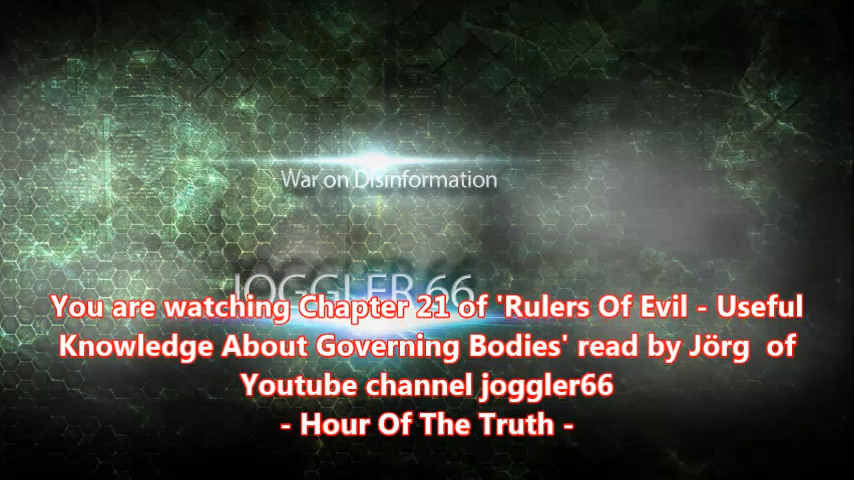 War on Disinformation
JOGGLER 66
You are watching Chapter 21 of 'Rulers Of Evil - Useful
Knowledge About Governing Bodies' read by Jörg of
Youtube channel joggler66
- Hour Of The Truth -